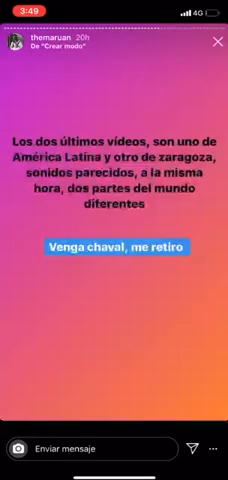 3:49
4G
themaruan 20h
De "Crear modo"
Los dos últimos vídeos, son uno de
América Latina y otro de zaragoza,
sonidos parecidos, a la misma
hora, dos partes del mundo
diferentes
Venga chaval, me retiro
Enviar mensaje